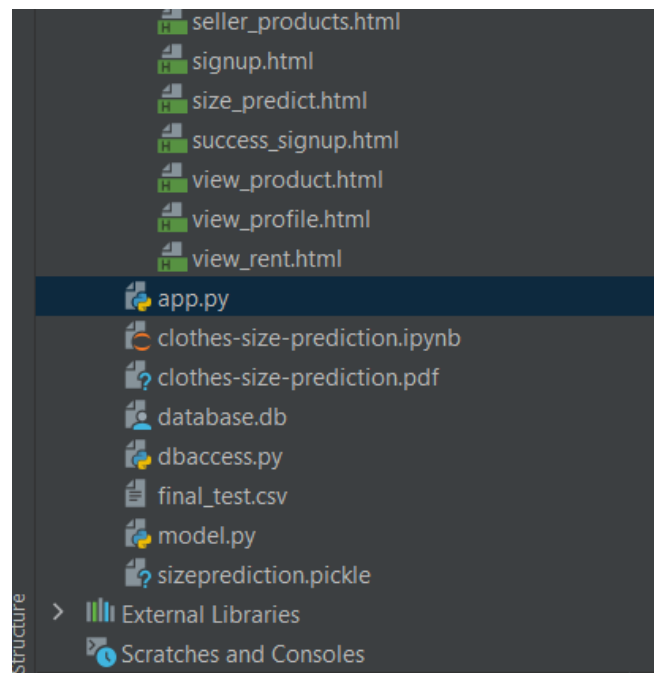 seller_products.html
signup.html
size_predict.html
success_signup.html
view_product.html
view_profile.html
view_rent.html
app.py
clothes-size-prediction.ipynb
clothes-size-prediction.pdf
database.db
dbaccess.py
final_test.csv
model.py
sizeprediction.pickle
External Libraries
Scratches and Consoles
Structure